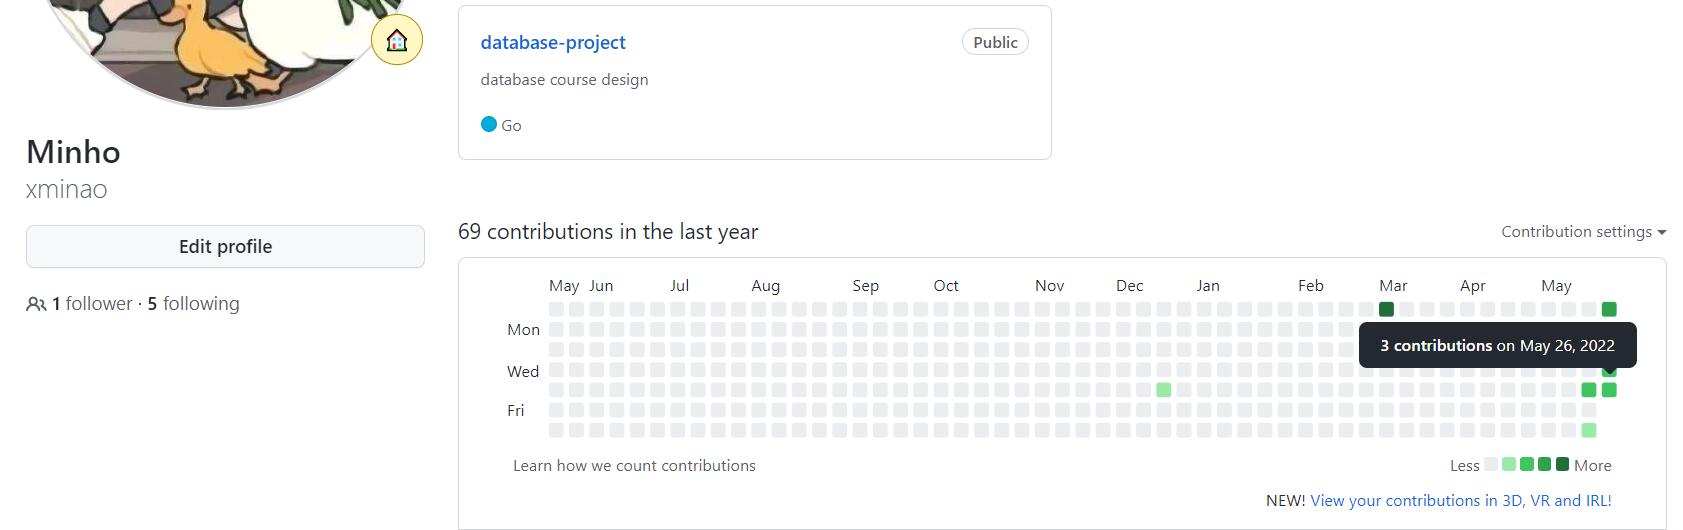 database-project
Public
database course design
Go
Minho
xminao
Edit profile
1 follower · 5 following
69 contributions in the last year
Contribution settings
May Jun Jul Aug Sep Oct Nov Dec Jan Feb Mar Apr May
Mon
3 contributions on May 26, 2022
Wed
Fri
Learn how we count contributions
Less More
NEW! View your contributions in 3D, VR and IRL!